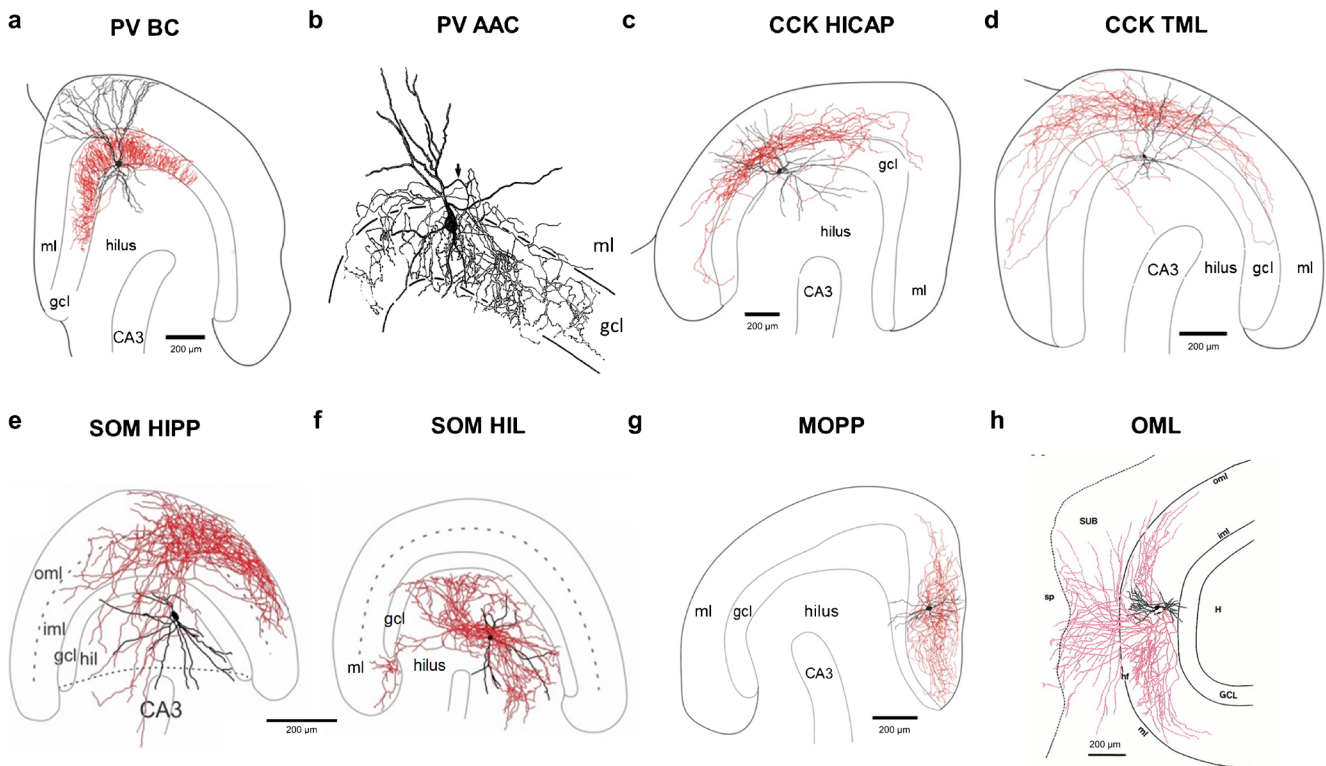 a PV BC
b PV AAC
c CCK HICAP
d CCK TML
ml
hilus
gcl
CA3
200 µm
ml
gcl
gcl
hilus
CA3
ml
200 µm
CA3
hilus
gcl
ml
200 µm
e SOM HIPP
f SOM HIL
g MOPP
h OML
oml
iml
gcl
hil
CA3
200 µm
gcl
ml
hilus
ml
gcl
hilus
CA3
200 µm
oml
SUB
iml
sp
H
hf
GCL
ml
200 µm